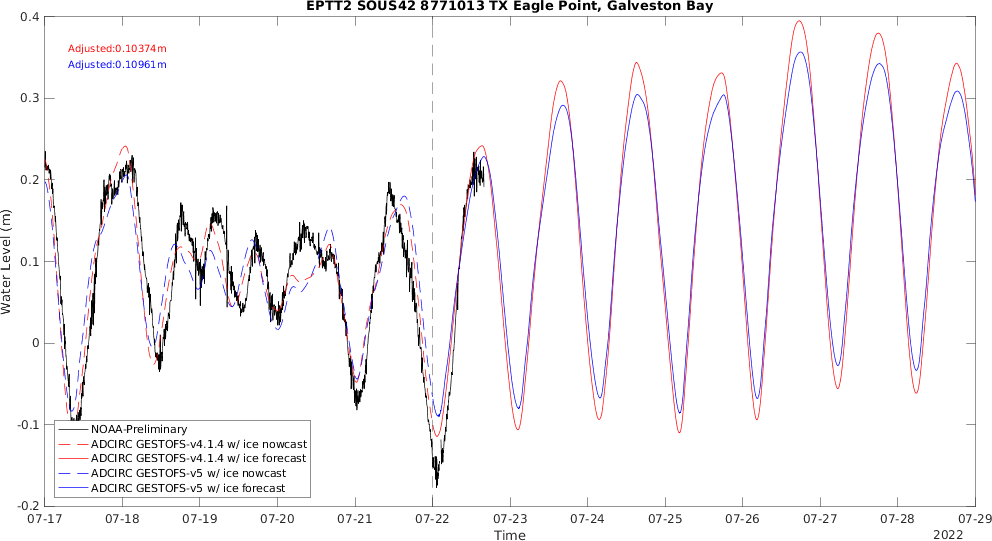 EPTT2 SOUS42 8771013 TX Eagle Point, Galveston Bay
Adjusted:0.10374m
Adjusted:0.10961m
0.4
0.3
0.2
0.1
0
-0.1
-0.2
Water Level (m)
NOAA-Preliminary
ADCIRC GESTOFS-v4.1.4 w/ ice nowcast
ADCIRC GESTOFS-v4.1.4 w/ ice forecast
ADCIRC GESTOFS-v5 w/ ice nowcast
ADCIRC GESTOFS-v5 w/ ice forecast
07-17 07-18 07-19 07-20 07-21 07-22 07-23 07-24 07-25 07-26 07-27 07-28 07-29
Time
2022